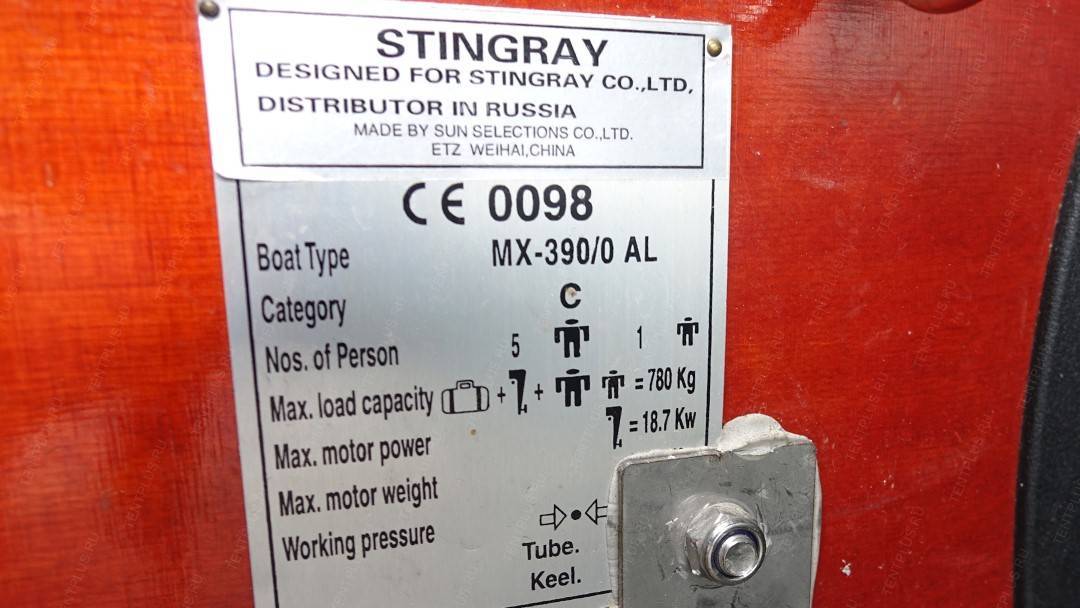 STINGRAY
DESIGNED FOR STINGRAY CO.,LTD,
DISTRIBUTOR IN RUSSIA
MADE BY SUN SELECTIONS CO.,LTD.
ETZ WEIHAI,CHINA
CE 0098
Boat Type MX-390/0 AL
Category C
Nos. of Person 5 1
Max. load capacity + + = 780 Kg
Max. motor power = 18.7 Kw
Max. motor weight
Working pressure
Tube.
Keel.
TENTPLUS.RU